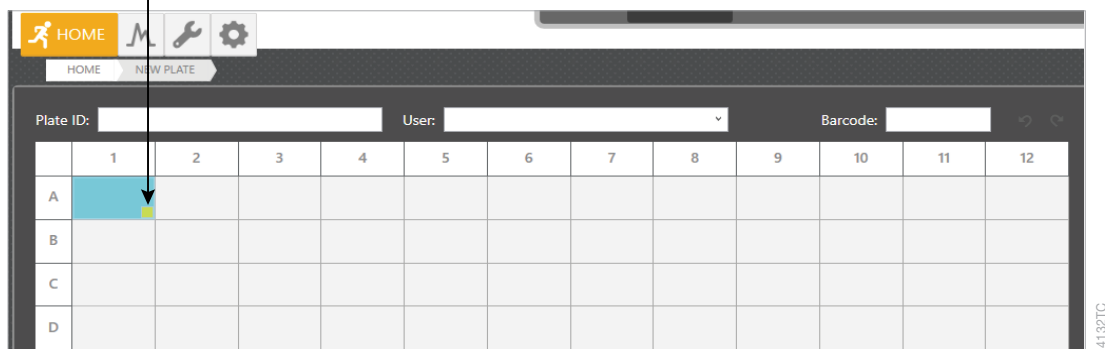 HOME
HOME NEW PLATE
Plate ID: User: Barcode:
1 2 3 4 5 6 7 8 9 10 11 12
A
B
C
D
4132TC